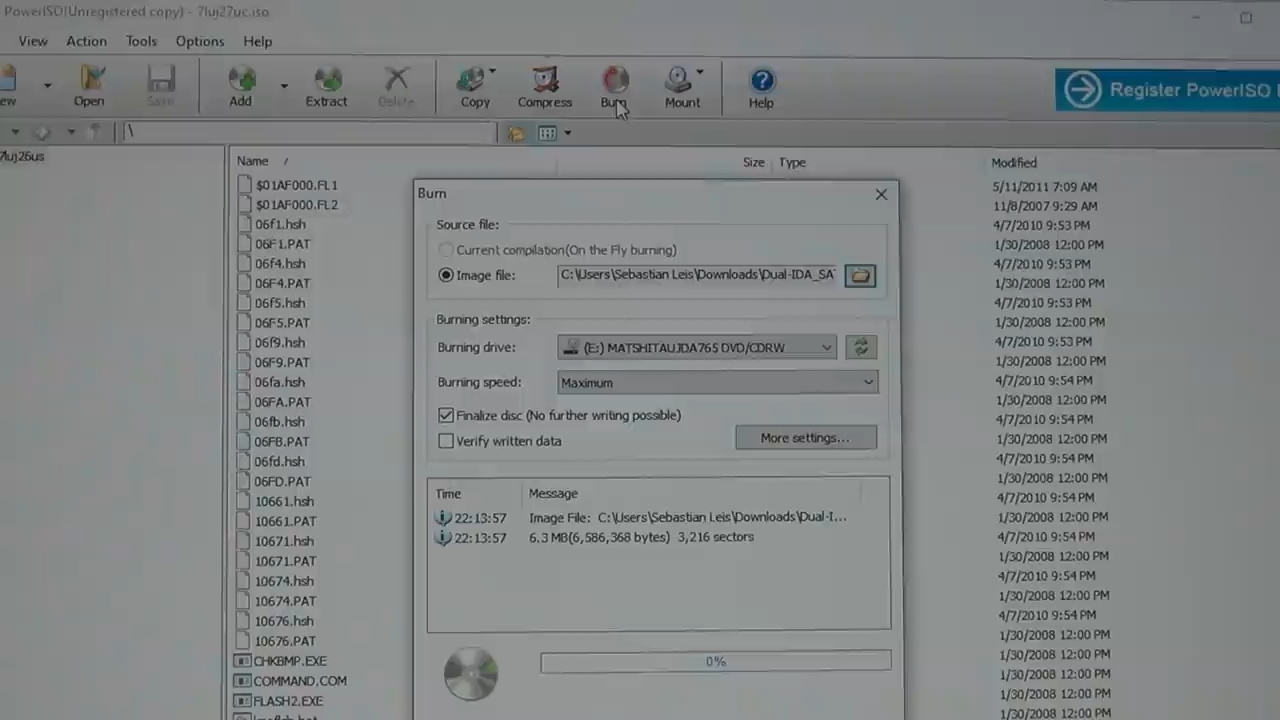 PowerISO(Unregistered copy) - 7luj27uc.iso
View Action Tools Options Help
Open Save Add Extract Delete Copy Compress Burn Mount Help
Register PowerISO
\
7luj26us
Name / Size Type Modified
$01AF000.FL1 5/11/2011 7:09 AM
$01AF000.FL2 11/8/2007 9:29 AM
06f1.hsh 4/7/2010 9:53 PM
06F1.PAT 1/30/2008 12:00 PM
06f4.hsh 4/7/2010 9:53 PM
06F4.PAT 1/30/2008 12:00 PM
06f5.hsh 4/7/2010 9:53 PM
06F5.PAT 1/30/2008 12:00 PM
06f9.hsh 4/7/2010 9:53 PM
06F9.PAT 1/30/2008 12:00 PM
06fa.hsh 4/7/2010 9:54 PM
06FA.PAT 1/30/2008 12:00 PM
06fb.hsh 4/7/2010 9:54 PM
06FB.PAT 1/30/2008 12:00 PM
06fd.hsh 4/7/2010 9:54 PM
06FD.PAT 1/30/2008 12:00 PM
10661.hsh 4/7/2010 9:54 PM
10661.PAT 1/30/2008 12:00 PM
10671.hsh 4/7/2010 9:54 PM
10671.PAT 1/30/2008 12:00 PM
10674.hsh 4/7/2010 9:54 PM
10674.PAT 1/30/2008 12:00 PM
10676.hsh 4/7/2010 9:54 PM
10676.PAT 1/30/2008 12:00 PM
CHKBMP.EXE 1/30/2008 12:00 PM
COMMAND.COM 1/30/2008 12:00 PM
FLASH2.EXE 1/30/2008 12:00 PM
1/30/2008 12:00 PM
Burn
Source file:
Current compilation(On the Fly burning)
Image file: C:\Users\Sebastian Leis\Downloads\Dual-IDA_SA
Burning settings:
Burning drive: (E:) MATSHITAUJDA765 DVD/CDRW
Burning speed: Maximum
Finalize disc (No further writing possible)
Verify written data More settings...
Time Message
22:13:57 Image File: C:\Users\Sebastian Leis\Downloads\Dual-I...
22:13:57 6.3 MB(6,586,368 bytes) 3,216 sectors
0%